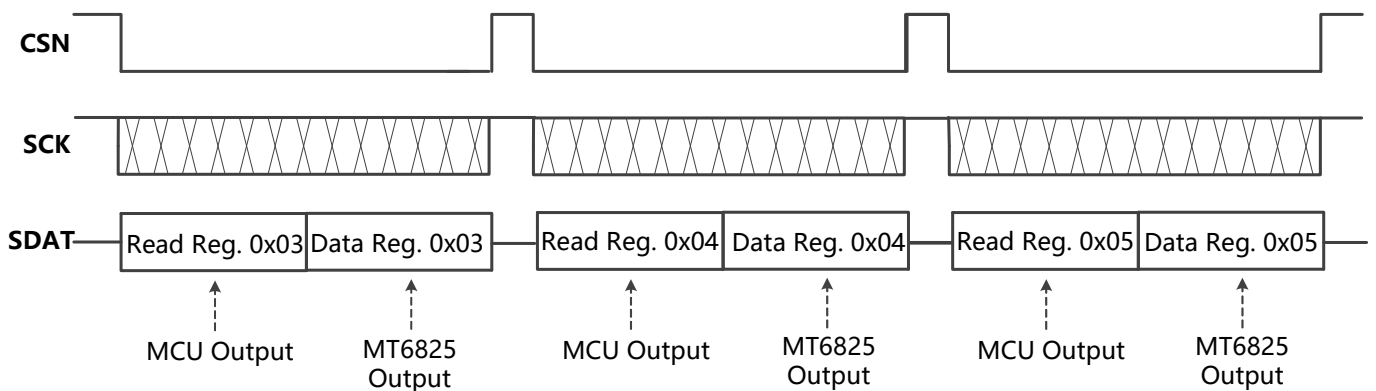 CSN
SCK
SDAT
Read Reg. 0x03 Data Reg. 0x03 Read Reg. 0x04 Data Reg. 0x04 Read Reg. 0x05 Data Reg. 0x05
MCU Output MT6825 Output MCU Output MT6825 Output MCU Output MT6825 Output